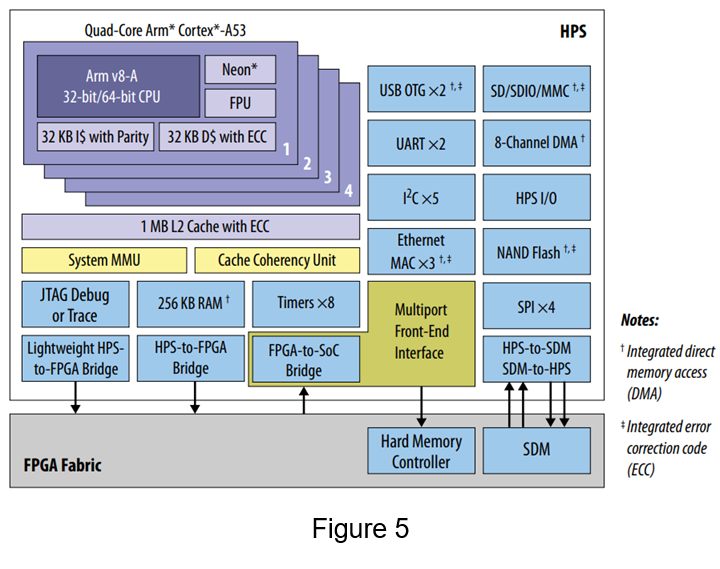 Quad-Core Arm* Cortex*-A53
HPS
Arm v8-A
32-bit/64-bit CPU
Neon*
FPU
32 KB I$ with Parity
32 KB D$ with ECC
1
2
3
4
1 MB L2 Cache with ECC
System MMU
Cache Coherency Unit
JTAG Debug
or Trace
256 KB RAM †
Timers ×8
Lightweight HPS-
to-FPGA Bridge
HPS-to-FPGA
Bridge
FPGA-to-SoC
Bridge
USB OTG ×2 †, ‡
SD/SDIO/MMC †, ‡
UART ×2
8-Channel DMA †
I²C ×5
HPS I/O
Ethernet
MAC ×3 †, ‡
NAND Flash †, ‡
Multiport
Front-End
Interface
SPI ×4
HPS-to-SDM
SDM-to-HPS
Notes:
† Integrated direct
memory access
(DMA)
‡ Integrated error
correction code
(ECC)
FPGA Fabric
Hard Memory
Controller
SDM
Figure 5